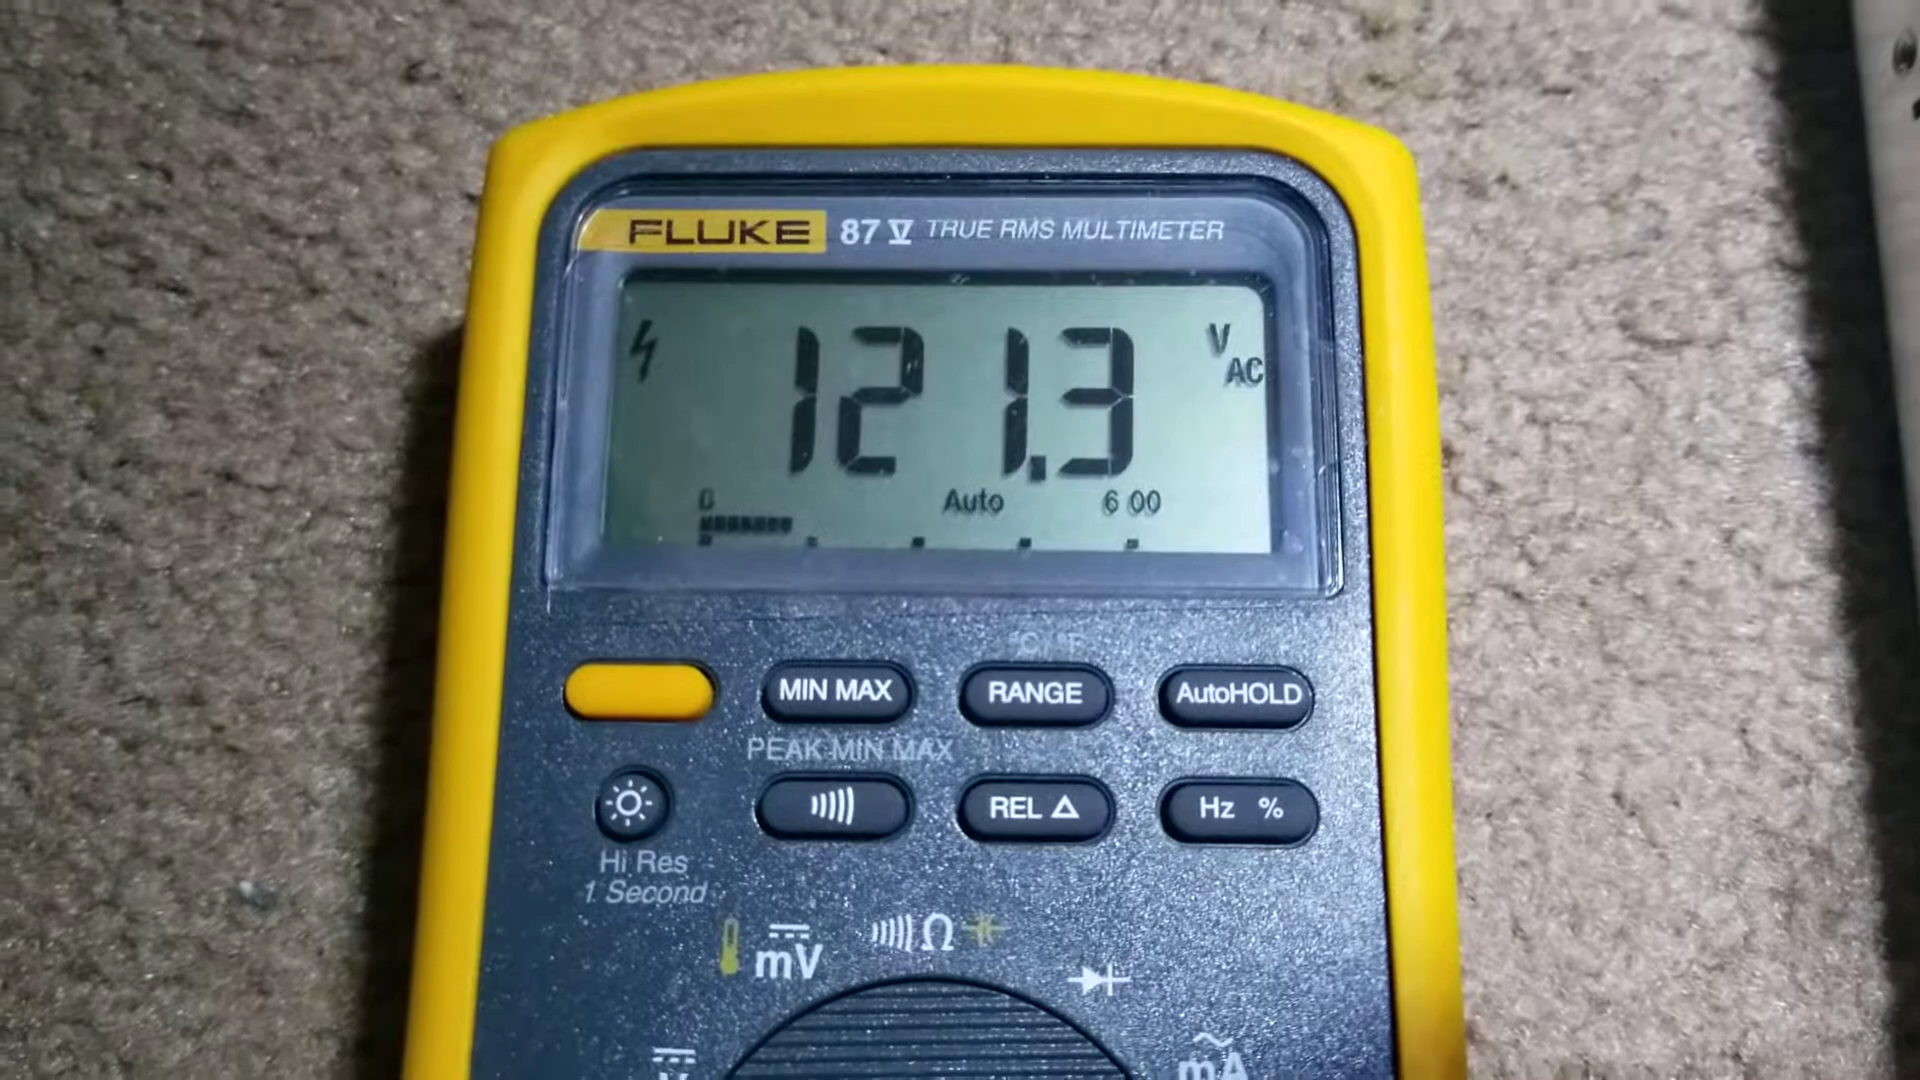 FLUKE 87 V TRUE RMS MULTIMETER
121.3 V AC
0 Auto 6 00
MIN MAX RANGE AutoHOLD
PEAK MIN MAX
REL Δ Hz %
Hi Res
1 Second
mV Ω
mA